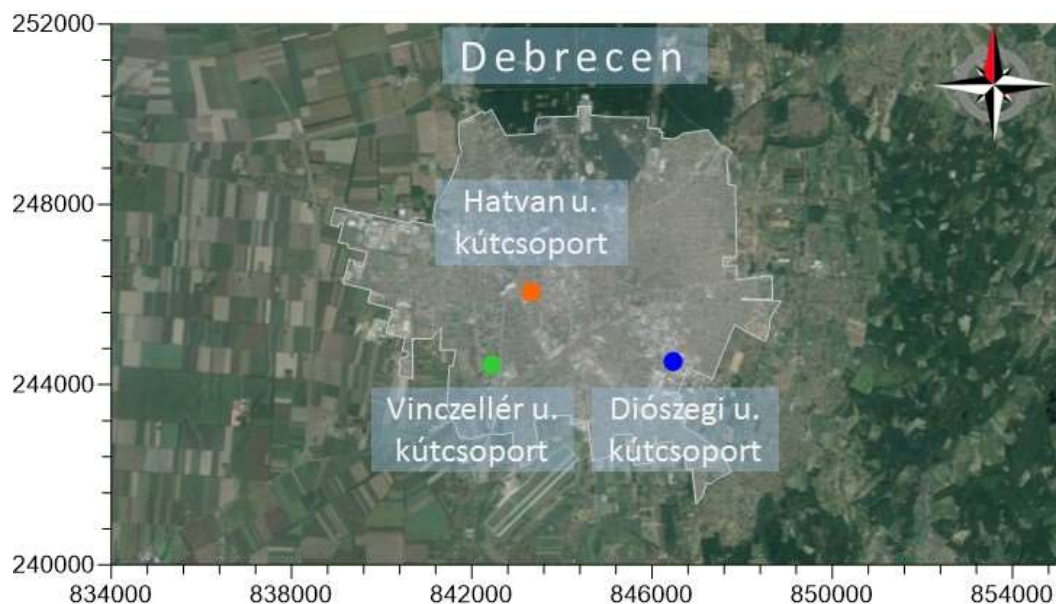 252000
Debrecen
248000
Hatvan u.
kútcsoport
244000
Vinczellér u.
kútcsoport
Diószegi u.
kútcsoport
240000
834000 838000 842000 846000 850000 854000